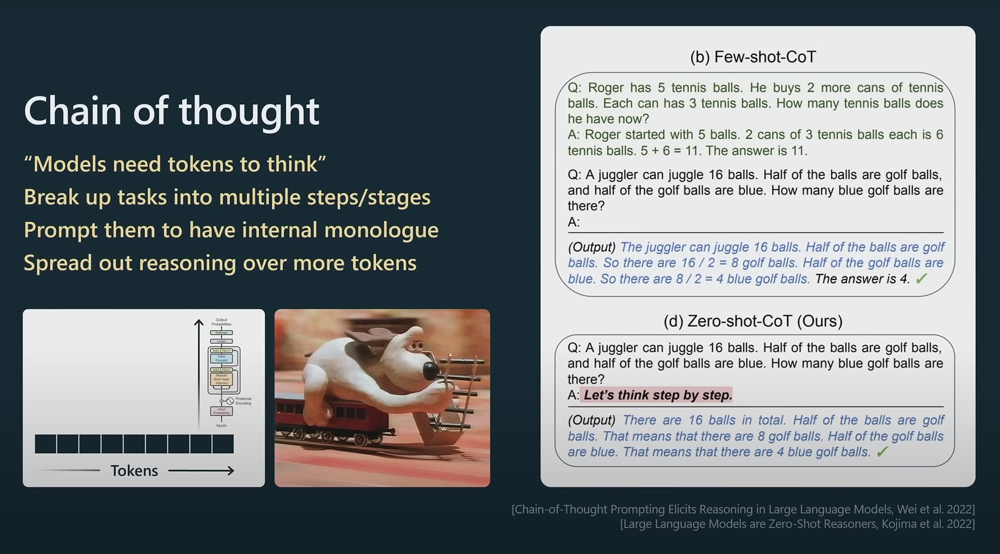 Chain of thought
“Models need tokens to think”
Break up tasks into multiple steps/stages
Prompt them to have internal monologue
Spread out reasoning over more tokens
Output
Probabilities
Softmax
Linear
Add & Norm
Feed
Forward
Add & Norm
Masked
Multi-Head
Attention
Positional
Encoding
Input
Embedding
Inputs
Tokens
(b) Few-shot-CoT
Q: Roger has 5 tennis balls. He buys 2 more cans of tennis
balls. Each can has 3 tennis balls. How many tennis balls does
he have now?
A: Roger started with 5 balls. 2 cans of 3 tennis balls each is 6
tennis balls. 5 + 6 = 11. The answer is 11.
Q: A juggler can juggle 16 balls. Half of the balls are golf balls,
and half of the golf balls are blue. How many blue golf balls are
there?
A:
(Output) The juggler can juggle 16 balls. Half of the balls are golf
balls. So there are 16 / 2 = 8 golf balls. Half of the golf balls are
blue. So there are 8 / 2 = 4 blue golf balls. The answer is 4. ✓
(d) Zero-shot-CoT (Ours)
Q: A juggler can juggle 16 balls. Half of the balls are golf balls,
and half of the golf balls are blue. How many blue golf balls are
there?
A: Let’s think step by step.
(Output) There are 16 balls in total. Half of the balls are golf
balls. That means that there are 8 golf balls. Half of the golf balls
are blue. That means that there are 4 blue golf balls. ✓
[Chain-of-Thought Prompting Elicits Reasoning in Large Language Models, Wei et al. 2022]
[Large Language Models are Zero-Shot Reasoners, Kojima et al. 2022]